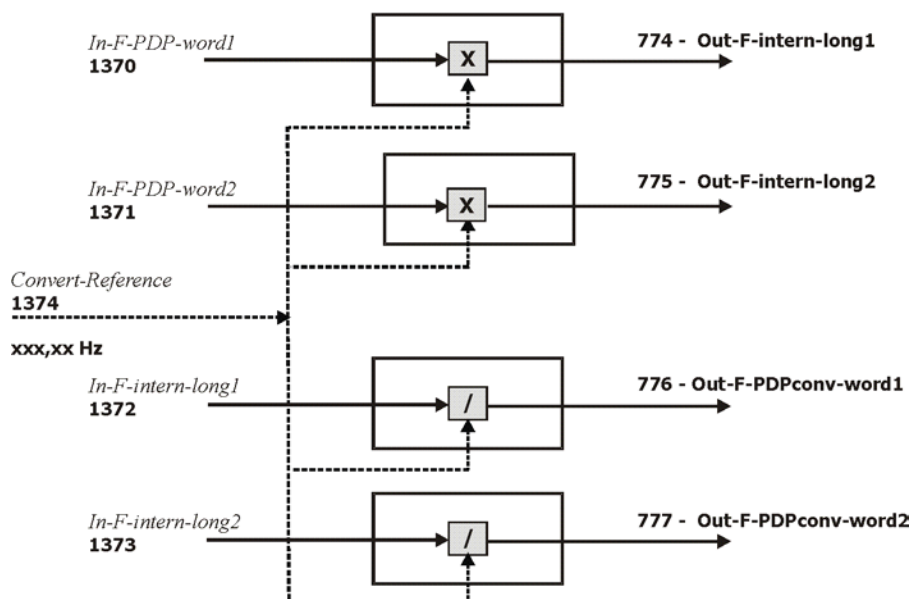 In-F-PDP-word1
1370
X
774 - Out-F-intern-long1
In-F-PDP-word2
1371
X
775 - Out-F-intern-long2
Convert-Reference
1374
xxx,xx Hz
In-F-intern-long1
1372
/
776 - Out-F-PDPconv-word1
In-F-intern-long2
1373
/
777 - Out-F-PDPconv-word2